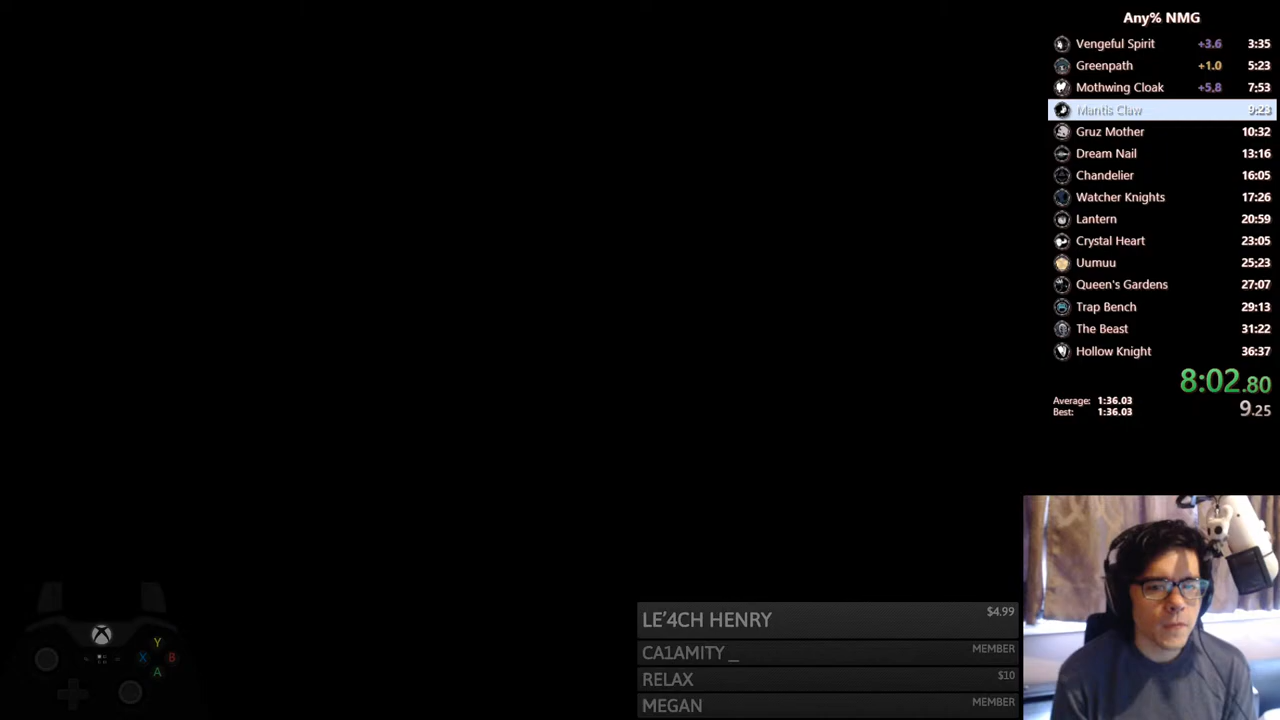 Any% NMG
Vengeful Spirit +3.6 3:35
Greenpath +1.0 5:23
Mothwing Cloak +5.8 7:53
Mantis Claw 9:23
Gruz Mother 10:32
Dream Nail 13:16
Chandelier 16:05
Watcher Knights 17:26
Lantern 20:59
Crystal Heart 23:05
Uumuu 25:23
Queen's Gardens 27:07
Trap Bench 29:13
The Beast 31:22
Hollow Knight 36:37
8:02.80
Average: 1:36.03
Best: 1:36.03
9.25
LE'4CH HENRY $4.99
CA1AMITY _ MEMBER
RELAX $10
MEGAN MEMBER
Y
X B
A